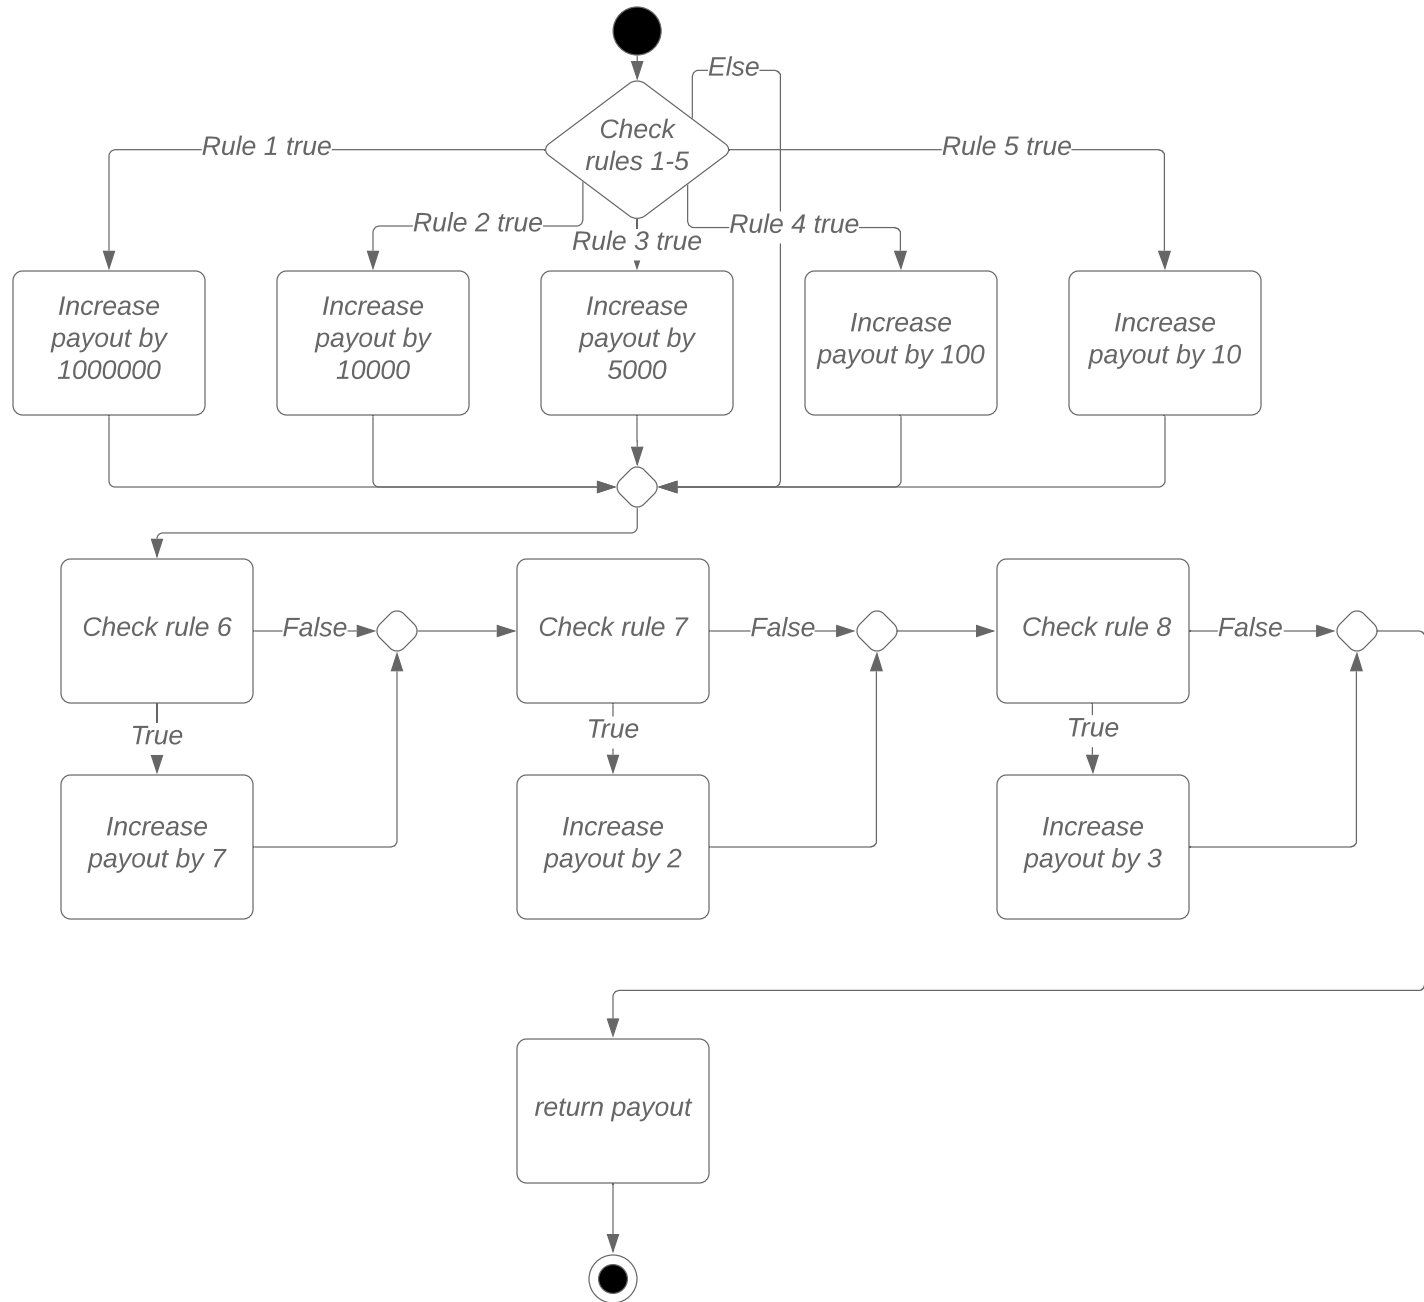 Else
Check
rules 1-5
Rule 1 true
Rule 5 true
Rule 2 true
Rule 3 true
Rule 4 true
Increase
payout by
1000000
Increase
payout by
10000
Increase
payout by
5000
Increase
payout by 100
Increase
payout by 10
Check rule 6
False
Check rule 7
False
Check rule 8
False
True
True
True
Increase
payout by 7
Increase
payout by 2
Increase
payout by 3
return payout